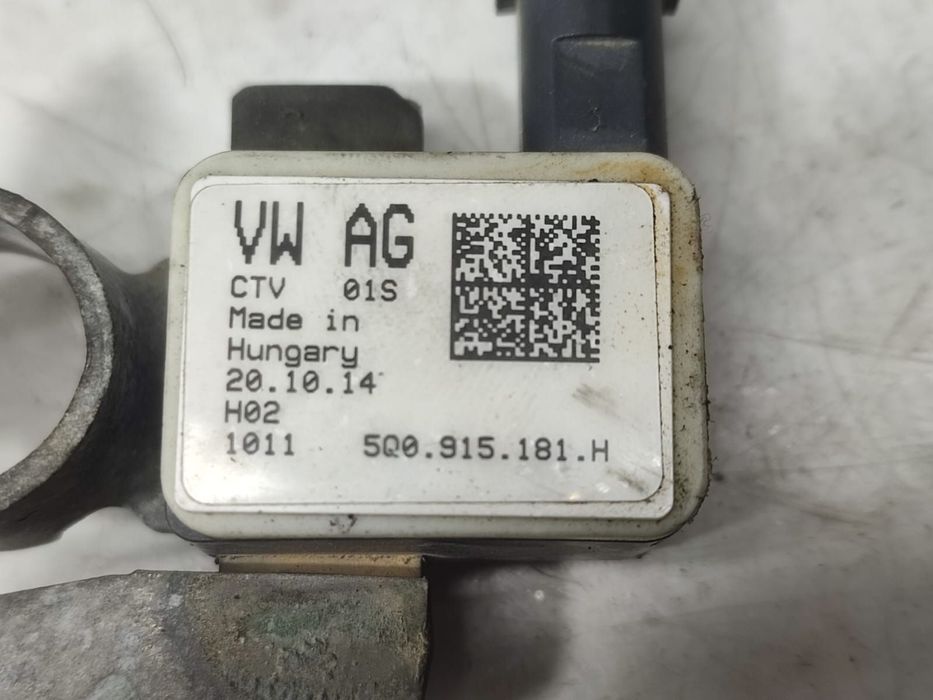 VW AG
CTV 01S
Made in
Hungary
20.10.14
H02
1011 5Q0.915.181.H